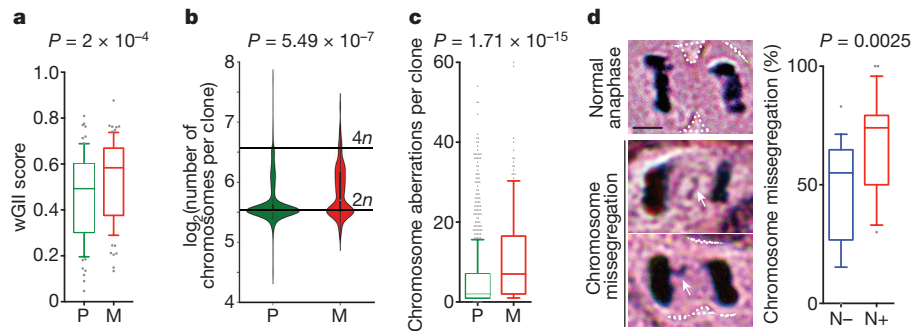 a
P = 2 × 10⁻⁴
wGII score
1.0
0.8
0.6
0.4
0.2
0
P M
b
P = 5.49 × 10⁻⁷
log₂(number of
chromosomes per clone)
8
7
6
5
4
4n
2n
P M
c
P = 1.71 × 10⁻¹⁵
Chromosome aberrations per clone
60
40
20
0
P M
d
Normal
anaphase
Chromosome
missegregation
P = 0.0025
Chromosome missegregation (%)
100
50
0
N− N+